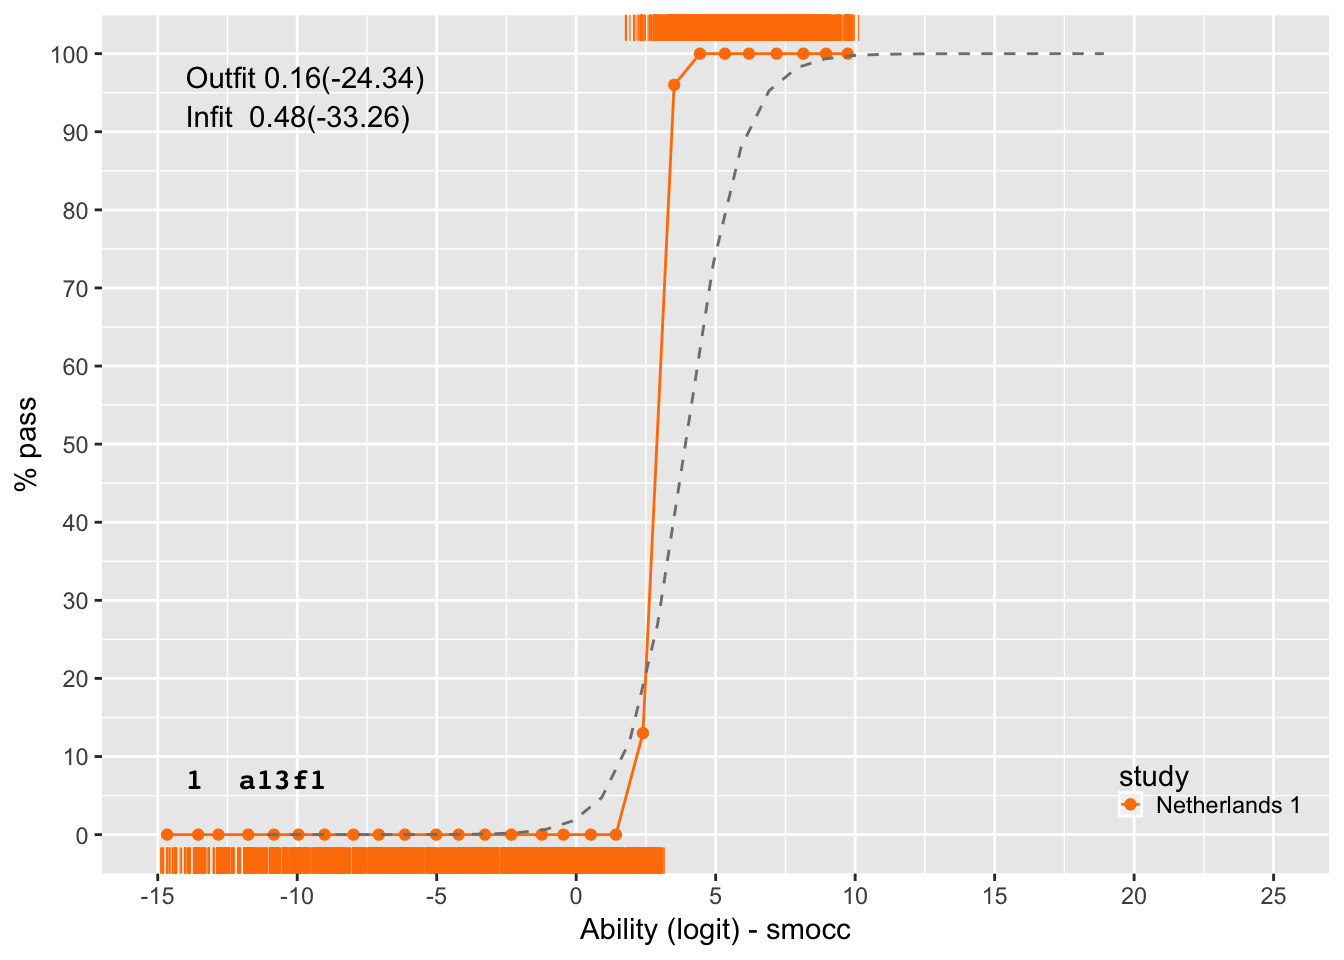 100
Outfit 0.16(-24.34)
Infit  0.48(-33.26)
90
80
70
60
50
% pass
40
30
20
10
1  a13f1
study
Netherlands 1
0
-15 -10 -5 0 5 10 15 20 25
Ability (logit) - smocc